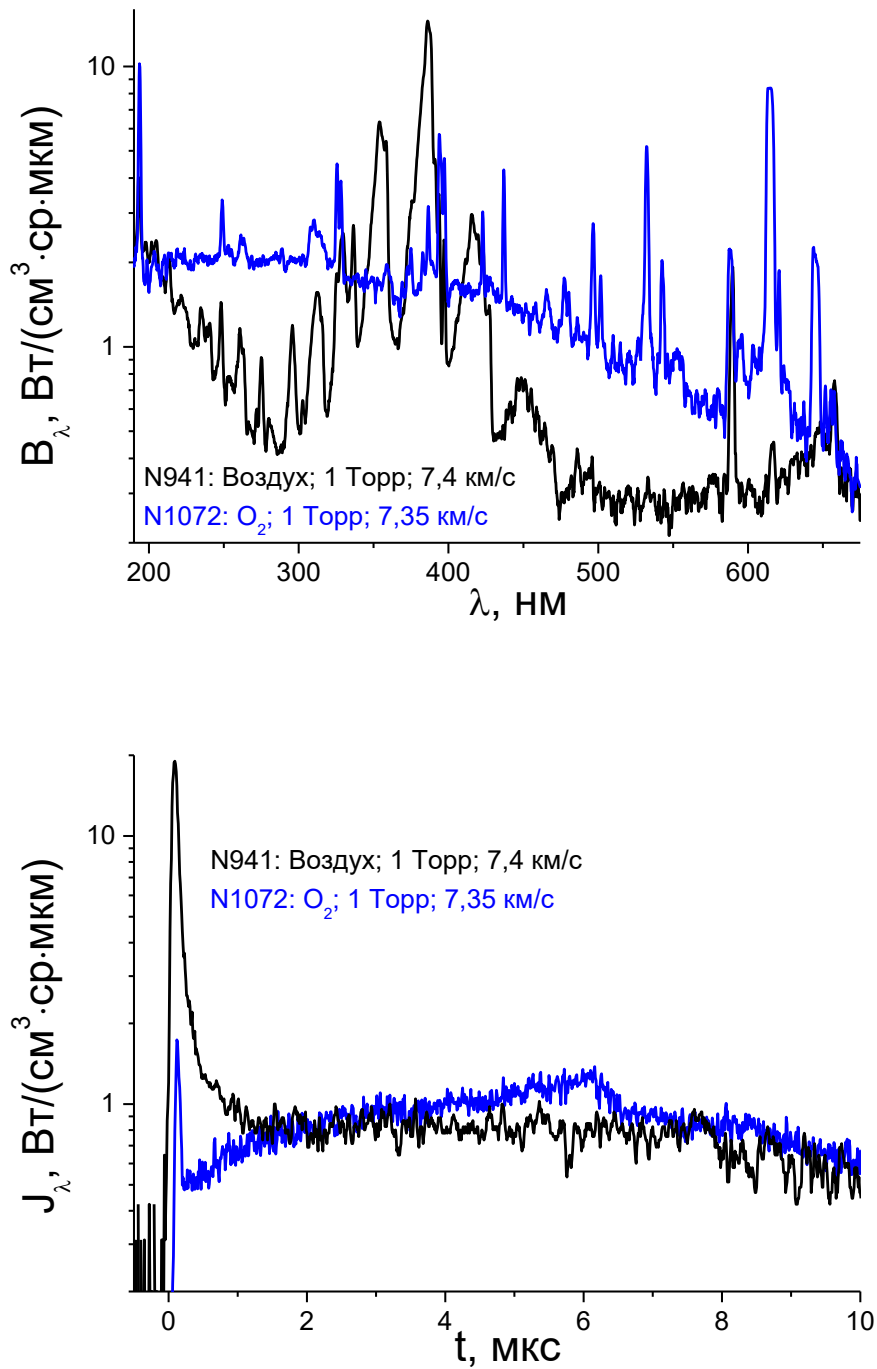 10
1
B_λ, Вт/(см³·ср·мкм)
N941: Воздух; 1 Торр; 7,4 км/с
N1072: O₂; 1 Торр; 7,35 км/с
200 300 400 500 600
λ, нм
10
1
J_λ, Вт/(см³·ср·мкм)
N941: Воздух; 1 Торр; 7,4 км/с
N1072: O₂; 1 Торр; 7,35 км/с
0 2 4 6 8 10
t, мкс